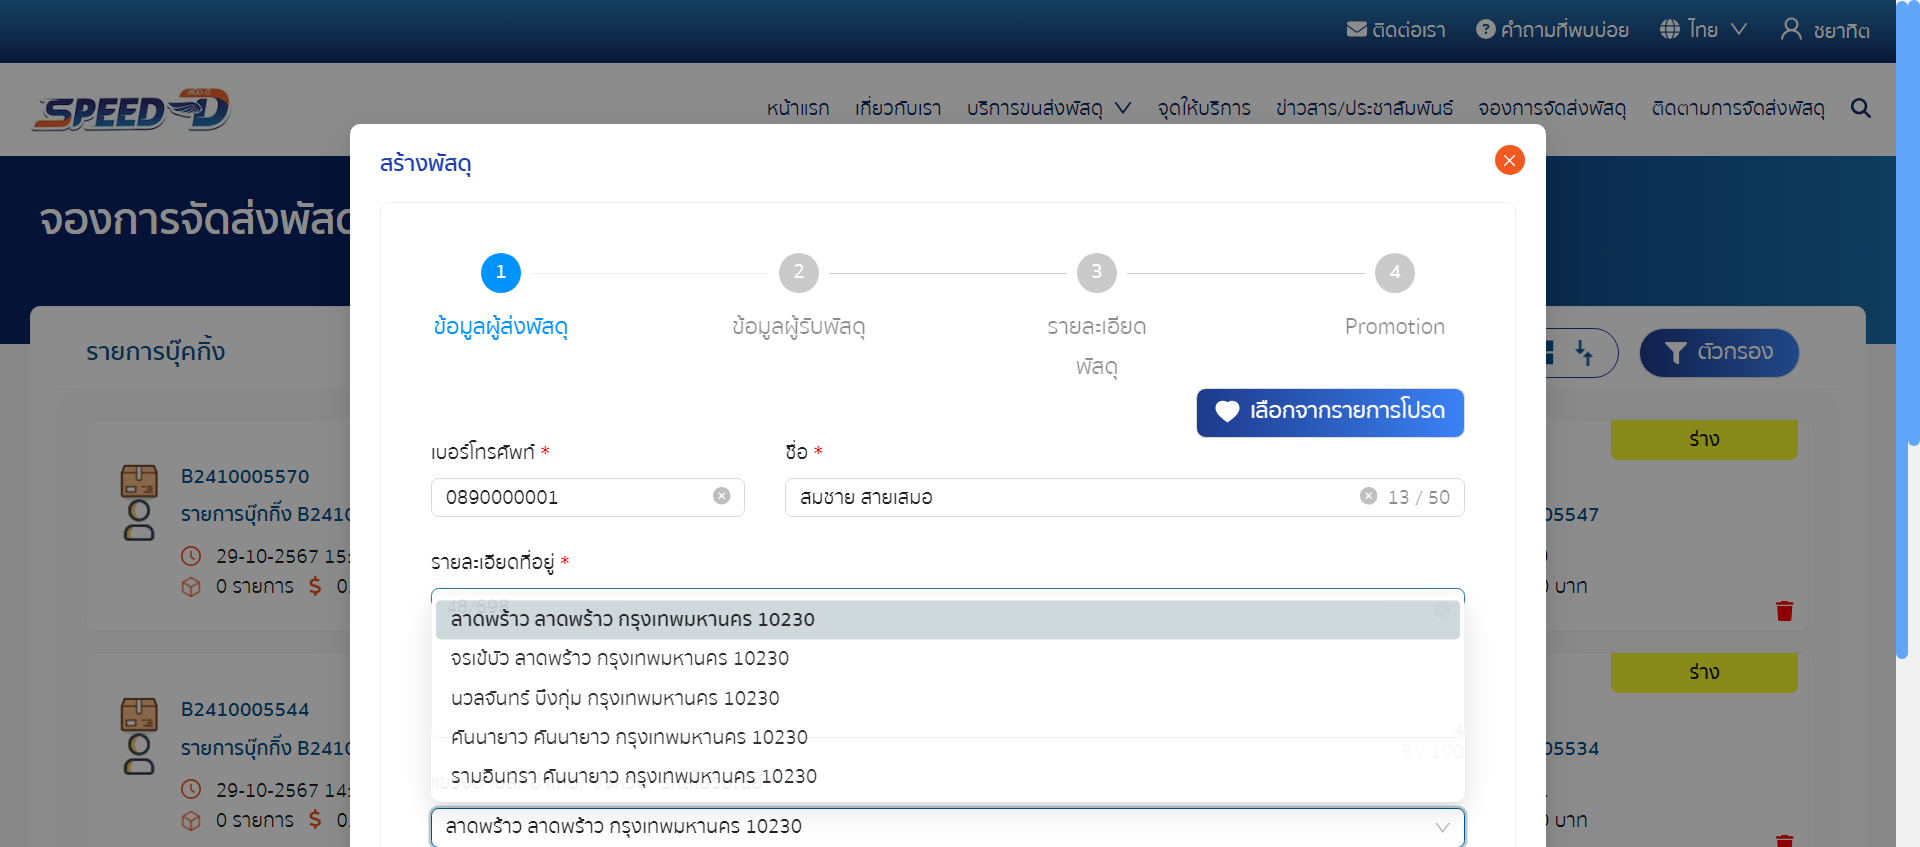 ติดต่อเรา คำถามที่พบบ่อย ไทย ชยาทิต
SPEED-D
หน้าแรก เกี่ยวกับเรา บริการขนส่งพัสดุ จุดให้บริการ ข่าวสาร/ประชาสัมพันธ์ จองการจัดส่งพัสดุ ติดตามการจัดส่งพัสดุ
สร้างพัสดุ
จองการจัดส่งพัสดุ
1 2 3 4
ข้อมูลผู้ส่งพัสดุ ข้อมูลผู้รับพัสดุ รายละเอียด Promotion
พัสดุ
รายการบุ๊คกิ้ง ตัวกรอง
เลือกจากรายการโปรด
ร่าง
เบอร์โทรศัพท์ * ชื่อ *
B2410005570
0890000001 สมชาย สายเสมอ 13 / 50
รายการบุ๊กกิ้ง B241 05547
29-10-2567 15:
รายละเอียดที่อยู่ *
0 รายการ 0 บาท
48/698
ลาดพร้าว ลาดพร้าว กรุงเทพมหานคร 10230
จรเข้บัว ลาดพร้าว กรุงเทพมหานคร 10230
ร่าง
นวลจันทร์ บึงกุ่ม กรุงเทพมหานคร 10230
B2410005544
คันนายาว คันนายาว กรุงเทพมหานคร 10230
รายการบุ๊กกิ้ง B241 05534
6 / 100
รามอินทรา คันนายาว กรุงเทพมหานคร 10230
29-10-2567 14:
0 รายการ 0 บาท
ลาดพร้าว ลาดพร้าว กรุงเทพมหานคร 10230